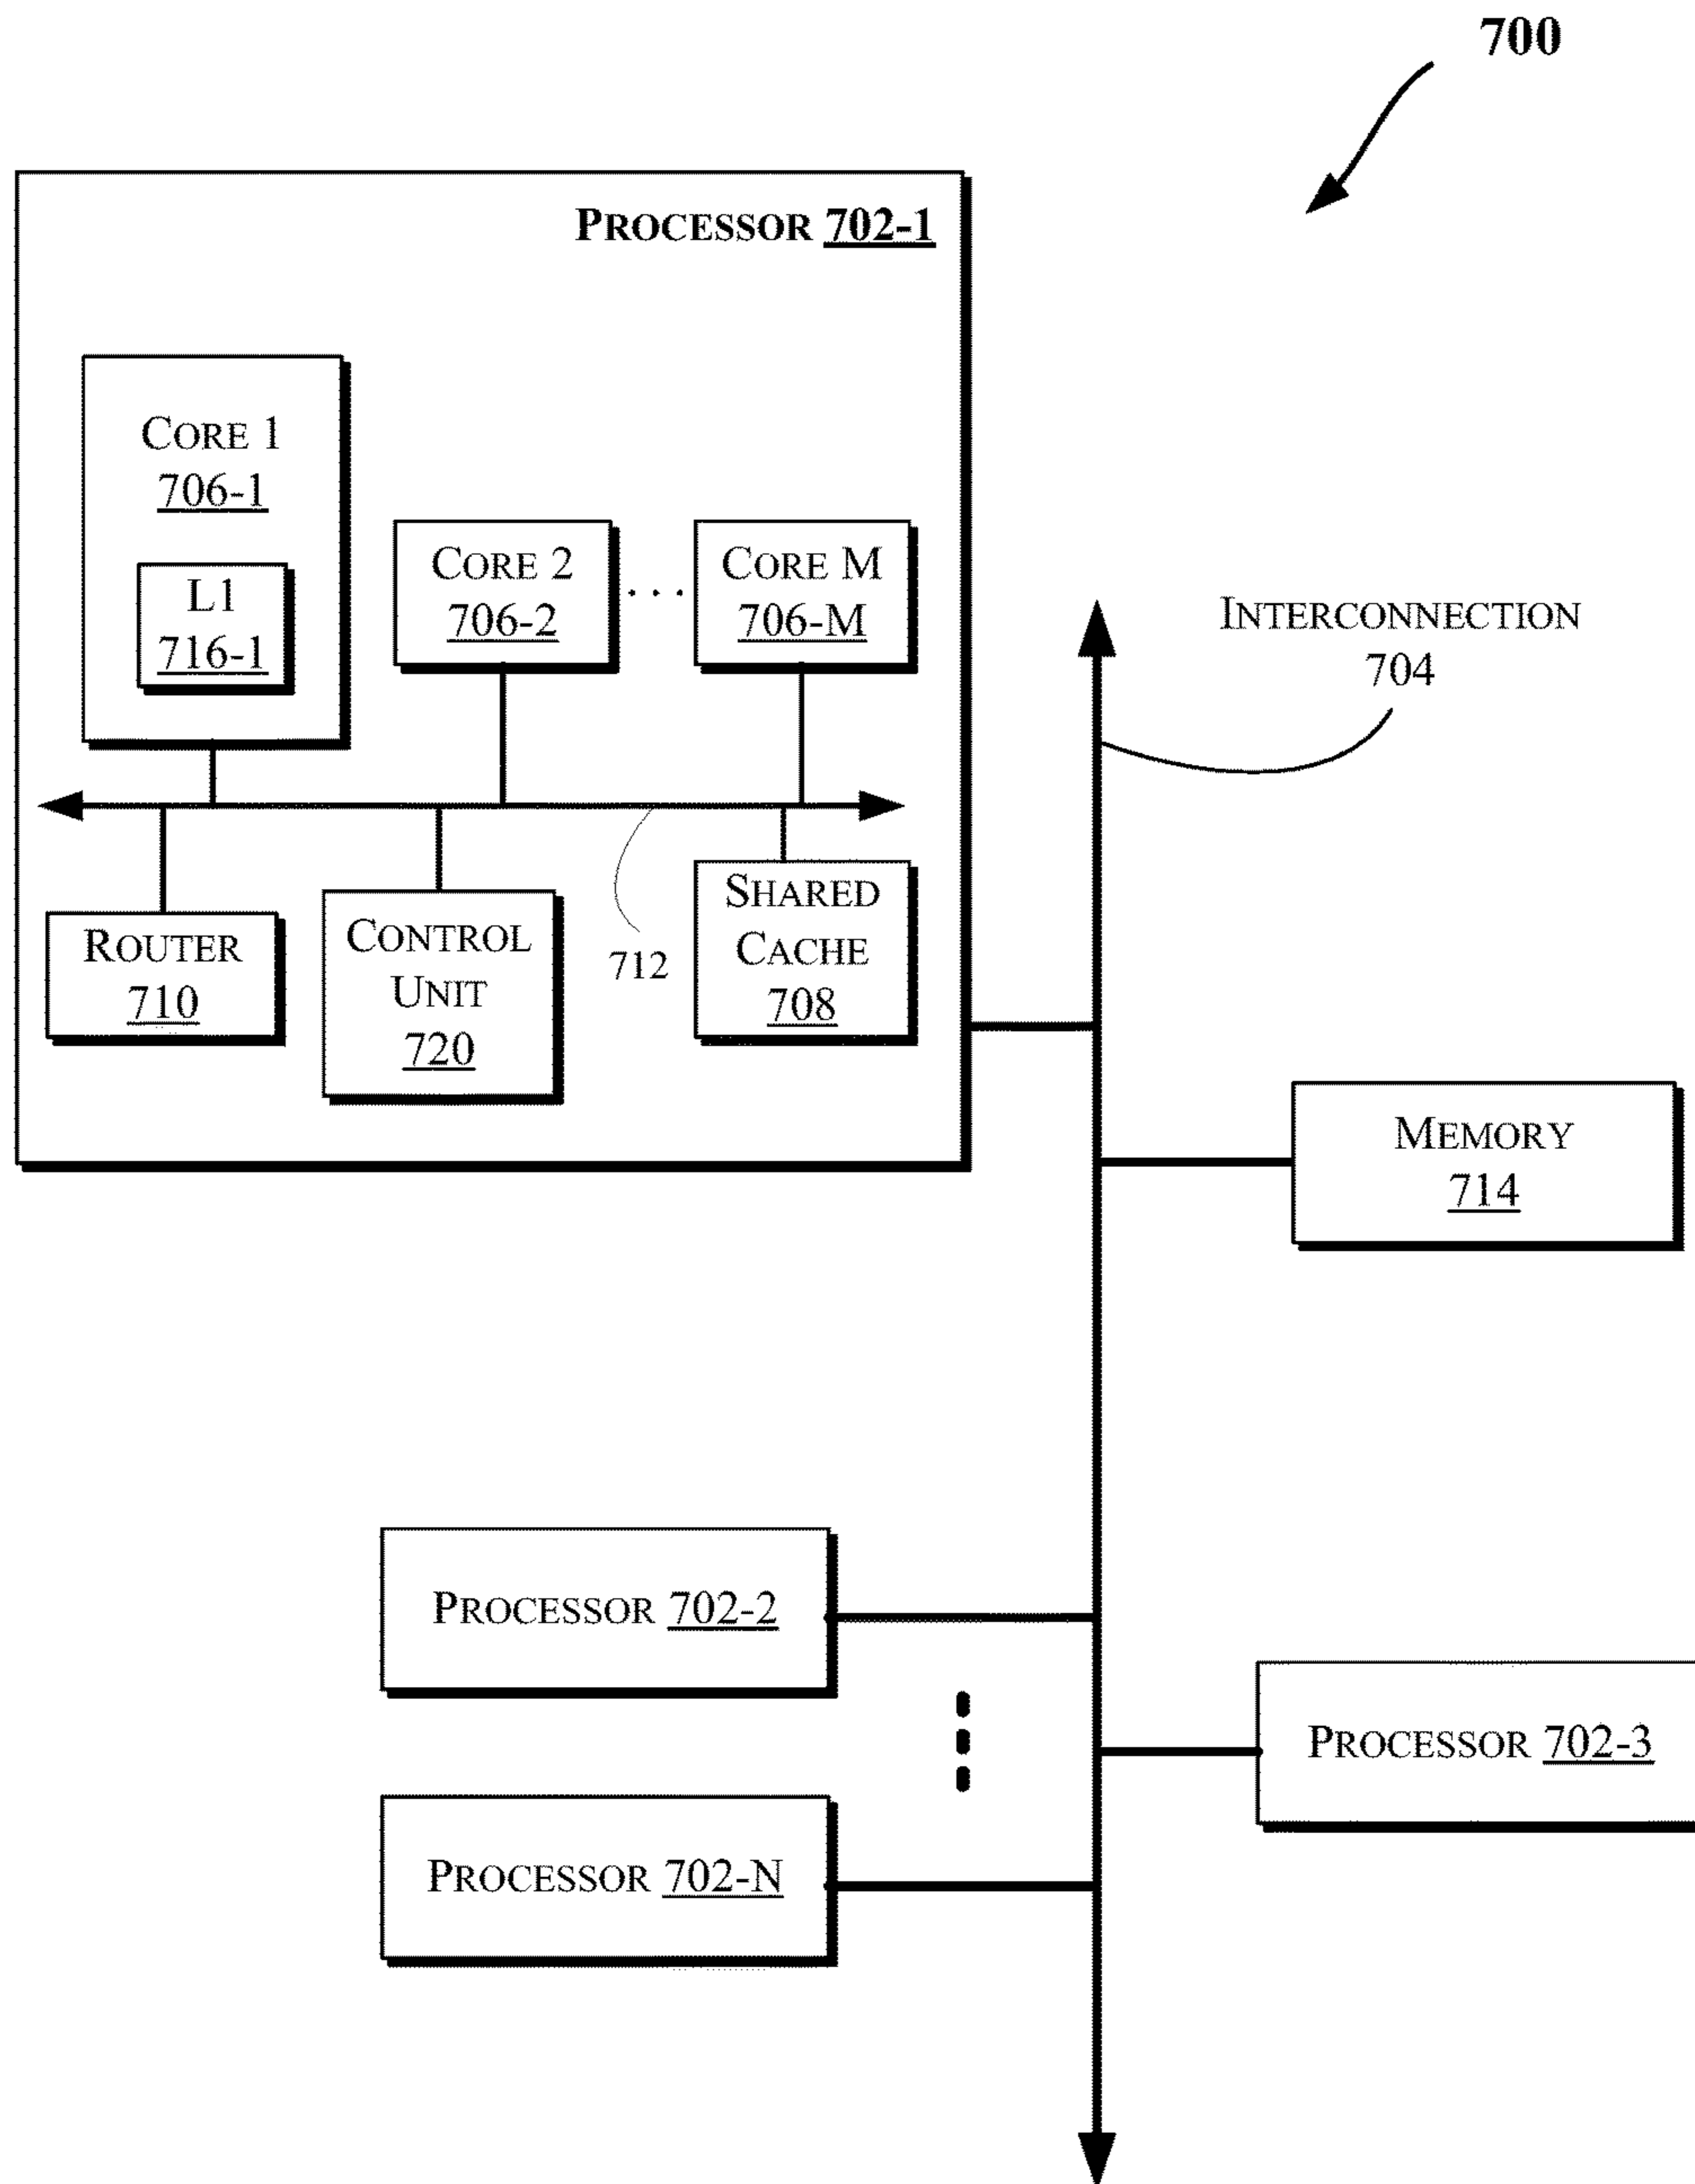 700
PROCESSOR 702-1
CORE 1
706-1
L1
716-1
CORE 2
706-2
. . .
CORE M
706-M
INTERCONNECTION
704
ROUTER
710
CONTROL
UNIT
720
712
SHARED
CACHE
708
MEMORY
714
PROCESSOR 702-2
PROCESSOR 702-3
PROCESSOR 702-N